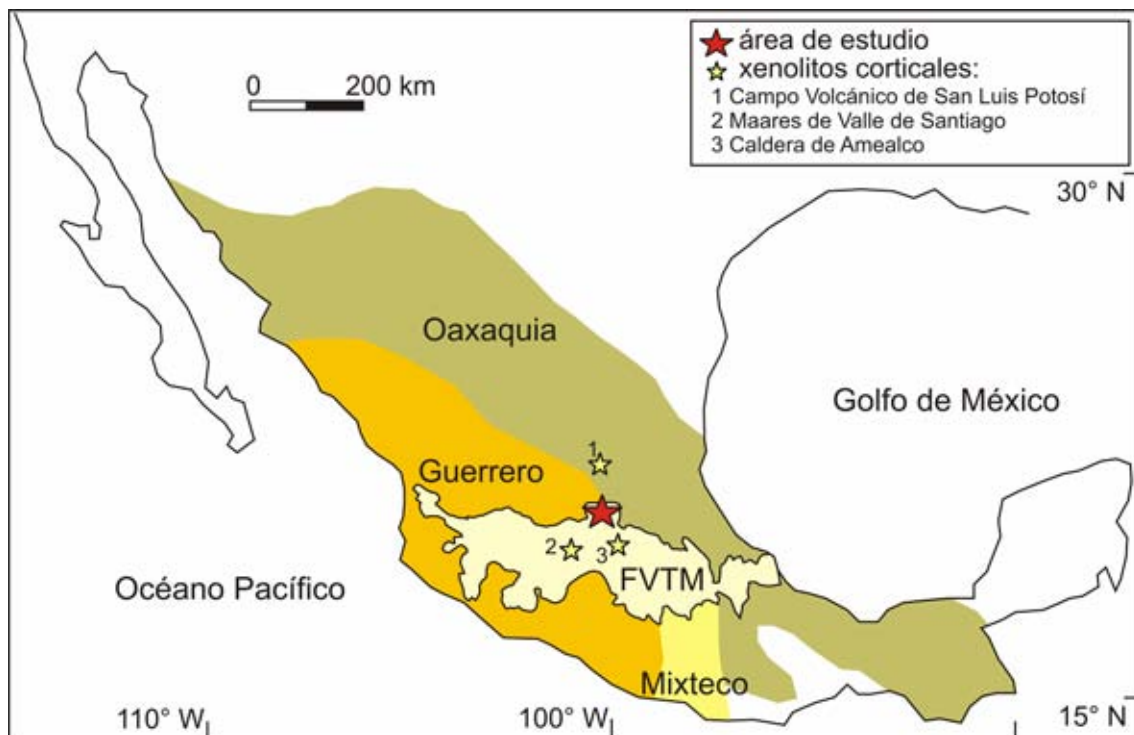 0 200 km
área de estudio
xenolitos corticales:
1 Campo Volcánico de San Luis Potosí
2 Maares de Valle de Santiago
3 Caldera de Amealco
30° N
Oaxaquia
Golfo de México
1
Guerrero
2
3
FVTM
Océano Pacífico
Mixteco
110° W
100° W
15° N